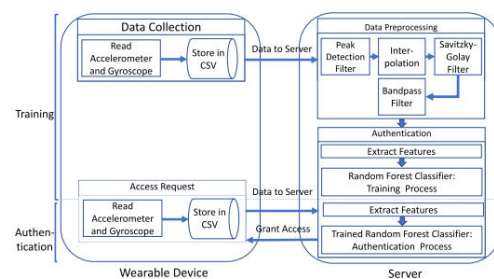 Data Collection
Read
Accelerometer
and Gyroscope
Store in
CSV
Data to Server
Data Preprocessing
Peak
Detection
Filter
Inter-
polation
Savitzky-
Golay
Filter
Bandpass
Filter
Training
Authentication
Extract Features
Random Forest Classifier:
Training Process
Access Request
Data to Server
Read
Accelerometer
and Gyroscope
Store in
CSV
Grant Access
Extract Features
Trained Random Forest Classifier:
Authentication Process
Authen-
tication
Wearable Device
Server